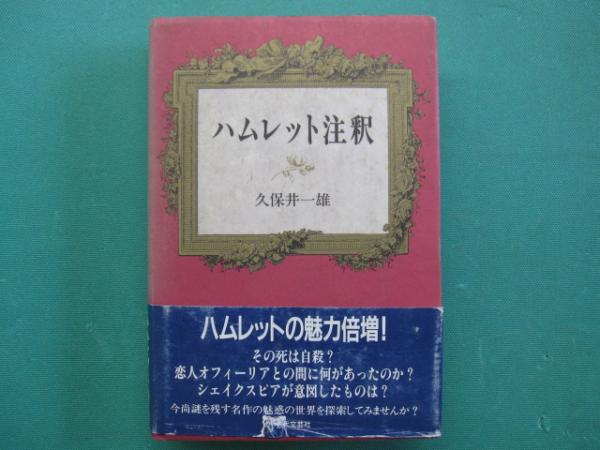 ハムレット注釈
久保井一雄
ハムレットの魅力倍増!
その死は自殺?
恋人オフィーリアとの間に何があったのか?
シェイクスピアが意図したものは?
今尚謎を残す名作の魅惑の世界を探索してみませんか?
文芸社